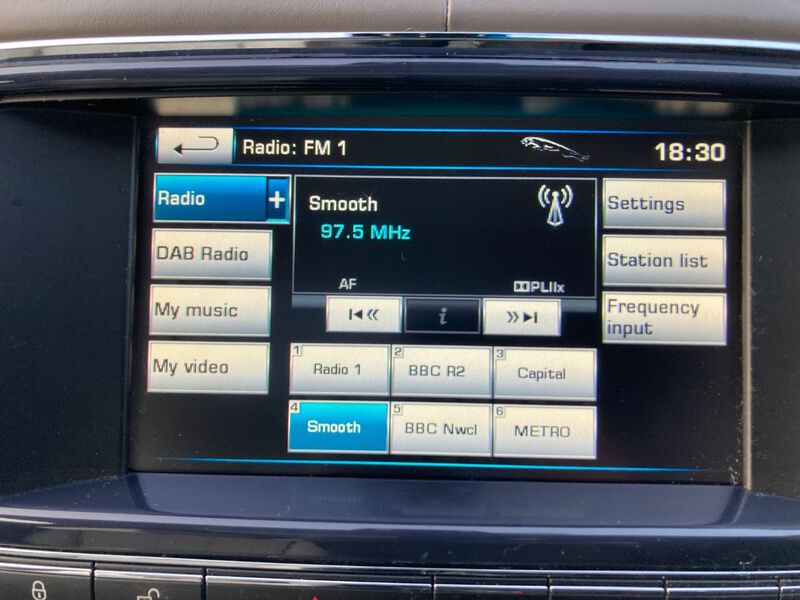 Radio: FM 1
18:30
Radio +
Smooth
97.5 MHz
AF
PLIIx
Settings
DAB Radio
Station list
My music
i
Frequency
input
My video
1
Radio 1
2
BBC R2
3
Capital
4
Smooth
5
BBC Nwcl
6
METRO